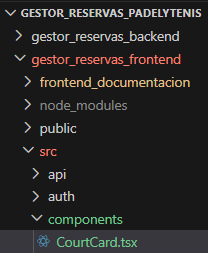 GESTOR_RESERVAS_PADELYTENIS
gestor_reservas_backend
gestor_reservas_frontend
frontend_documentacion
node_modules
public
src
api
auth
components
CourtCard.tsx